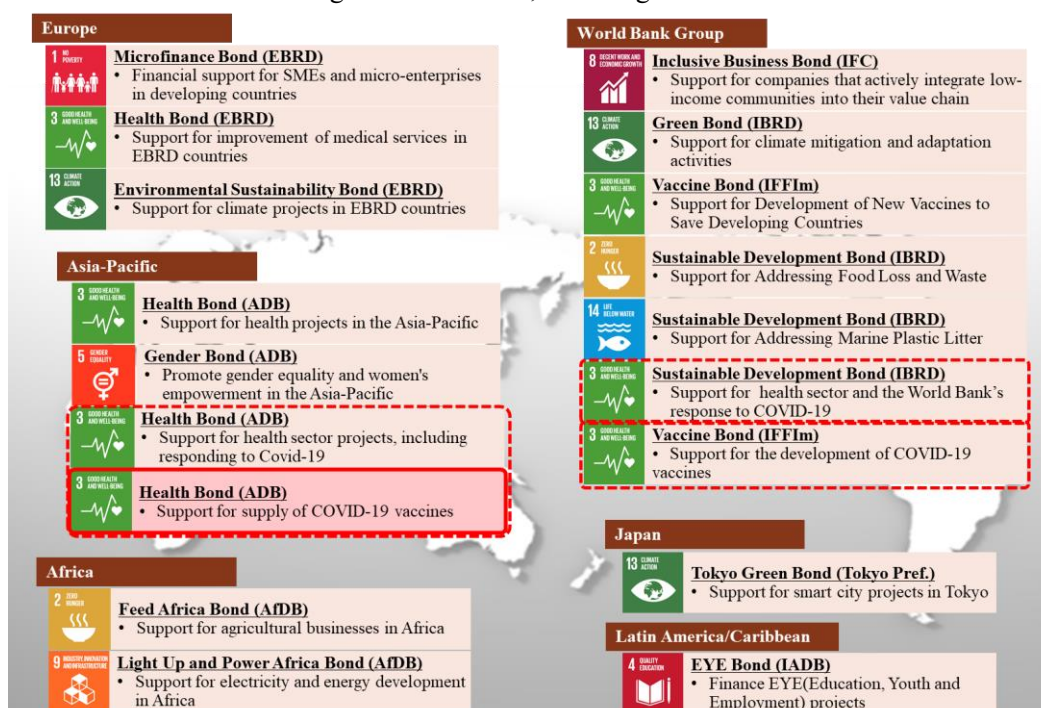 Europe
1 NO POVERTY
Microfinance Bond (EBRD)
• Financial support for SMEs and micro-enterprises
in developing countries
3 GOOD HEALTH AND WELL-BEING
Health Bond (EBRD)
• Support for improvement of medical services in
EBRD countries
13 CLIMATE ACTION
Environmental Sustainability Bond (EBRD)
• Support for climate projects in EBRD countries
Asia-Pacific
3 GOOD HEALTH AND WELL-BEING
Health Bond (ADB)
• Support for health projects in the Asia-Pacific
5 GENDER EQUALITY
Gender Bond (ADB)
• Promote gender equality and women's
empowerment in the Asia-Pacific
3 GOOD HEALTH AND WELL-BEING
Health Bond (ADB)
• Support for health sector projects, including
responding to Covid-19
3 GOOD HEALTH AND WELL-BEING
Health Bond (ADB)
• Support for supply of COVID-19 vaccines
Africa
2 ZERO HUNGER
Feed Africa Bond (AfDB)
• Support for agricultural businesses in Africa
9 INDUSTRY, INNOVATION AND INFRASTRUCTURE
Light Up and Power Africa Bond (AfDB)
• Support for electricity and energy development
in Africa
World Bank Group
8 DECENT WORK AND ECONOMIC GROWTH
Inclusive Business Bond (IFC)
• Support for companies that actively integrate low-
income communities into their value chain
13 CLIMATE ACTION
Green Bond (IBRD)
• Support for climate mitigation and adaptation
activities
3 GOOD HEALTH AND WELL-BEING
Vaccine Bond (IFFIm)
• Support for Development of New Vaccines to
Save Developing Countries
2 ZERO HUNGER
Sustainable Development Bond (IBRD)
• Support for Addressing Food Loss and Waste
14 LIFE BELOW WATER
Sustainable Development Bond (IBRD)
• Support for Addressing Marine Plastic Litter
3 GOOD HEALTH AND WELL-BEING
Sustainable Development Bond (IBRD)
• Support for health sector and the World Bank's
response to COVID-19
3 GOOD HEALTH AND WELL-BEING
Vaccine Bond (IFFIm)
• Support for the development of COVID-19
vaccines
Japan
13 CLIMATE ACTION
Tokyo Green Bond (Tokyo Pref.)
• Support for smart city projects in Tokyo
Latin America/Caribbean
4 QUALITY EDUCATION
EYE Bond (IADB)
• Finance EYE(Education, Youth and
Employment) projects